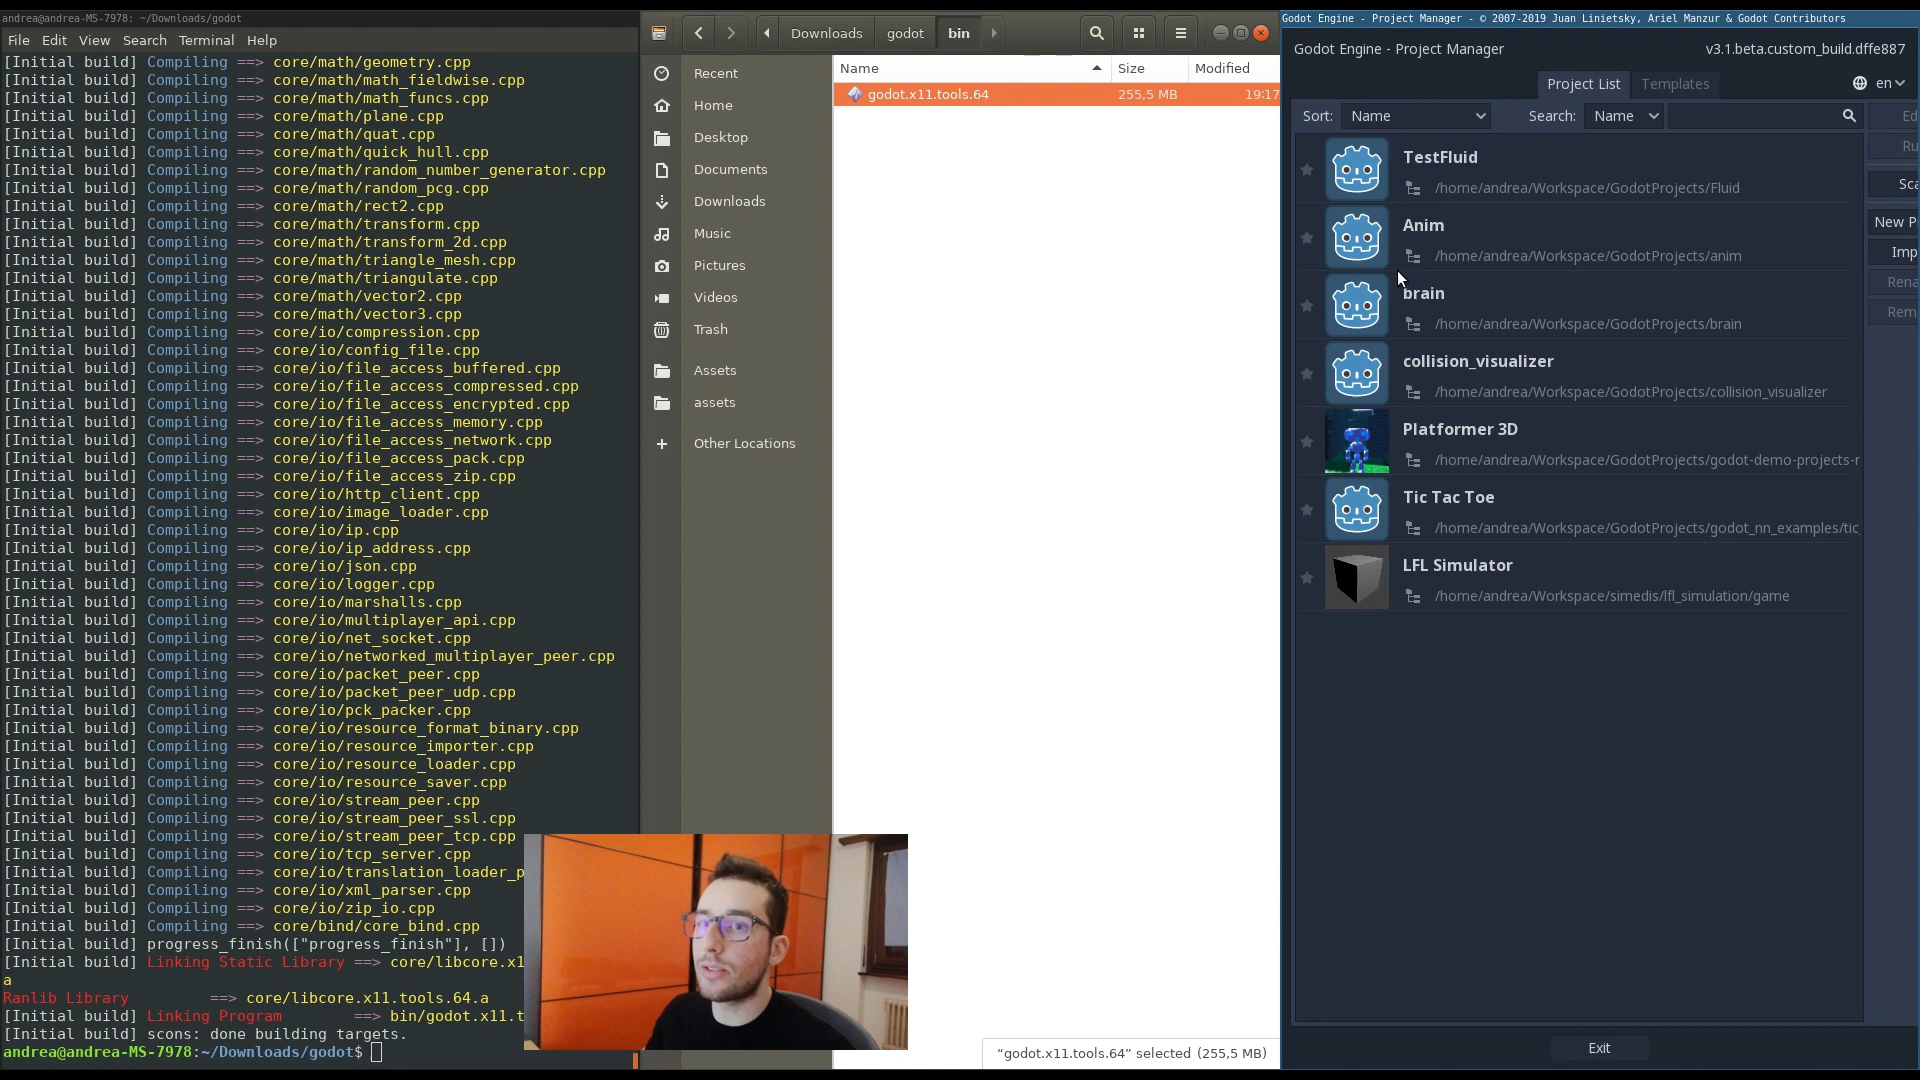 andrea@andrea-MS-7978: ~/Downloads/godot
File Edit View Search Terminal Help
[Initial build] Compiling ==> core/math/geometry.cpp
[Initial build] Compiling ==> core/math/math_fieldwise.cpp
[Initial build] Compiling ==> core/math/math_funcs.cpp
[Initial build] Compiling ==> core/math/plane.cpp
[Initial build] Compiling ==> core/math/quat.cpp
[Initial build] Compiling ==> core/math/quick_hull.cpp
[Initial build] Compiling ==> core/math/random_number_generator.cpp
[Initial build] Compiling ==> core/math/random_pcg.cpp
[Initial build] Compiling ==> core/math/rect2.cpp
[Initial build] Compiling ==> core/math/transform.cpp
[Initial build] Compiling ==> core/math/transform_2d.cpp
[Initial build] Compiling ==> core/math/triangle_mesh.cpp
[Initial build] Compiling ==> core/math/triangulate.cpp
[Initial build] Compiling ==> core/math/vector2.cpp
[Initial build] Compiling ==> core/math/vector3.cpp
[Initial build] Compiling ==> core/io/compression.cpp
[Initial build] Compiling ==> core/io/config_file.cpp
[Initial build] Compiling ==> core/io/file_access_buffered.cpp
[Initial build] Compiling ==> core/io/file_access_compressed.cpp
[Initial build] Compiling ==> core/io/file_access_encrypted.cpp
[Initial build] Compiling ==> core/io/file_access_memory.cpp
[Initial build] Compiling ==> core/io/file_access_network.cpp
[Initial build] Compiling ==> core/io/file_access_pack.cpp
[Initial build] Compiling ==> core/io/file_access_zip.cpp
[Initial build] Compiling ==> core/io/http_client.cpp
[Initial build] Compiling ==> core/io/image_loader.cpp
[Initial build] Compiling ==> core/io/ip.cpp
[Initial build] Compiling ==> core/io/ip_address.cpp
[Initial build] Compiling ==> core/io/json.cpp
[Initial build] Compiling ==> core/io/logger.cpp
[Initial build] Compiling ==> core/io/marshalls.cpp
[Initial build] Compiling ==> core/io/multiplayer_api.cpp
[Initial build] Compiling ==> core/io/net_socket.cpp
[Initial build] Compiling ==> core/io/networked_multiplayer_peer.cpp
[Initial build] Compiling ==> core/io/packet_peer.cpp
[Initial build] Compiling ==> core/io/packet_peer_udp.cpp
[Initial build] Compiling ==> core/io/pck_packer.cpp
[Initial build] Compiling ==> core/io/resource_format_binary.cpp
[Initial build] Compiling ==> core/io/resource_importer.cpp
[Initial build] Compiling ==> core/io/resource_loader.cpp
[Initial build] Compiling ==> core/io/resource_saver.cpp
[Initial build] Compiling ==> core/io/stream_peer.cpp
[Initial build] Compiling ==> core/io/stream_peer_ssl.cpp
[Initial build] Compiling ==> core/io/stream_peer_tcp.cpp
[Initial build] Compiling ==> core/io/tcp_server.cpp
[Initial build] Compiling ==> core/io/translation_loader_p
[Initial build] Compiling ==> core/io/xml_parser.cpp
[Initial build] Compiling ==> core/io/zip_io.cpp
[Initial build] Compiling ==> core/bind/core_bind.cpp
[Initial build] progress_finish(["progress_finish"], [])
[Initial build] Linking Static Library ==> core/libcore.x1
a
Ranlib Library ==> core/libcore.x11.tools.64.a
[Initial build] Linking Program ==> bin/godot.x11.t
[Initial build] scons: done building targets.
andrea@andrea-MS-7978:~/Downloads/godot$
Downloads godot bin
Recent
Home
Desktop
Documents
Downloads
Music
Pictures
Videos
Trash
Assets
assets
Other Locations
Name Size Modified
godot.x11.tools.64 255,5 MB 19:17
“godot.x11.tools.64” selected (255,5 MB)
Godot Engine - Project Manager - © 2007-2019 Juan Linietsky, Ariel Manzur & Godot Contributors
Godot Engine - Project Manager v3.1.beta.custom_build.dffe887
Project List Templates en
Sort: Name Search: Name
Ed
Ru
Sca
New P
Imp
Rena
Rem
TestFluid
/home/andrea/Workspace/GodotProjects/Fluid
Anim
/home/andrea/Workspace/GodotProjects/anim
brain
/home/andrea/Workspace/GodotProjects/brain
collision_visualizer
/home/andrea/Workspace/GodotProjects/collision_visualizer
Platformer 3D
/home/andrea/Workspace/GodotProjects/godot-demo-projects-r
Tic Tac Toe
/home/andrea/Workspace/GodotProjects/godot_nn_examples/tic_
LFL Simulator
/home/andrea/Workspace/simedis/lfl_simulation/game
Exit